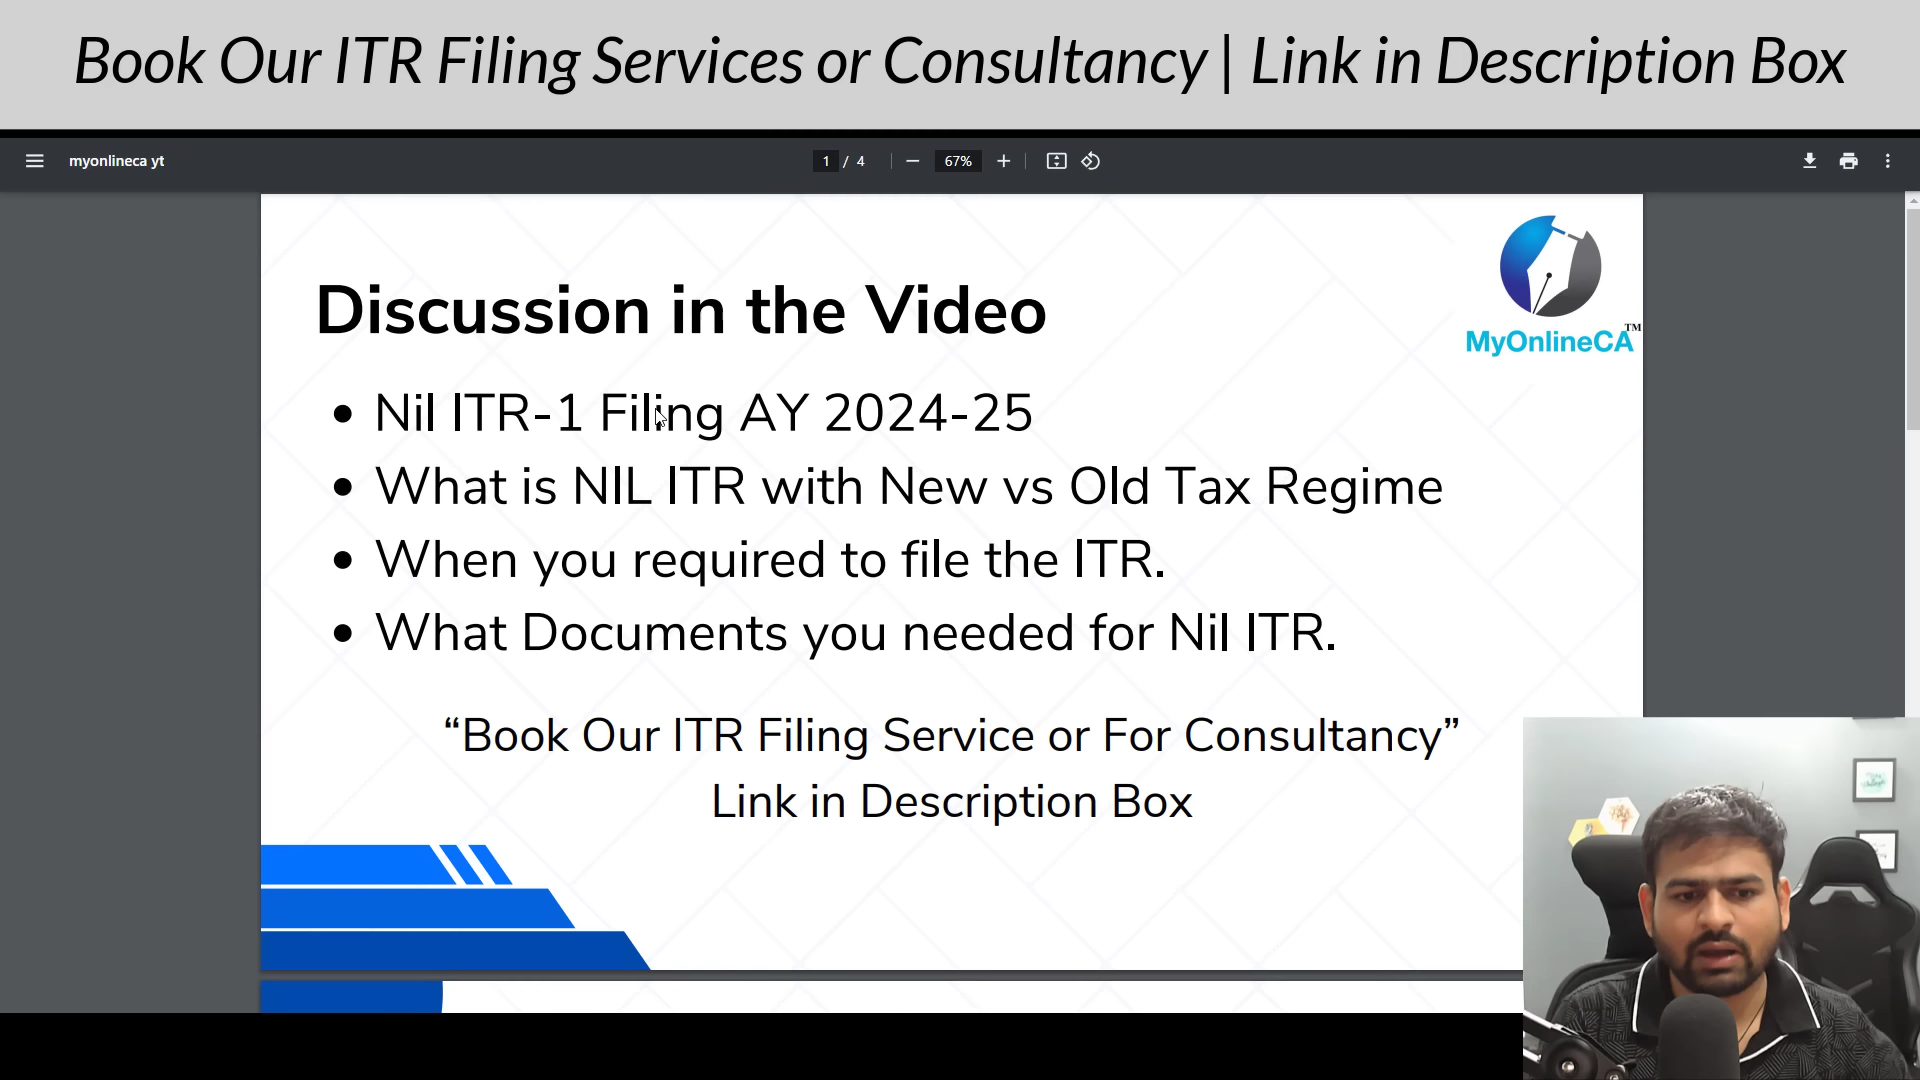 Book Our ITR Filing Services or Consultancy | Link in Description Box
myonlineca yt
1 / 4
67%
MyOnlineCA™
Discussion in the Video
• Nil ITR-1 Filing AY 2024-25
• What is NIL ITR with New vs Old Tax Regime
• When you required to file the ITR.
• What Documents you needed for Nil ITR.
“Book Our ITR Filing Service or For Consultancy”
Link in Description Box